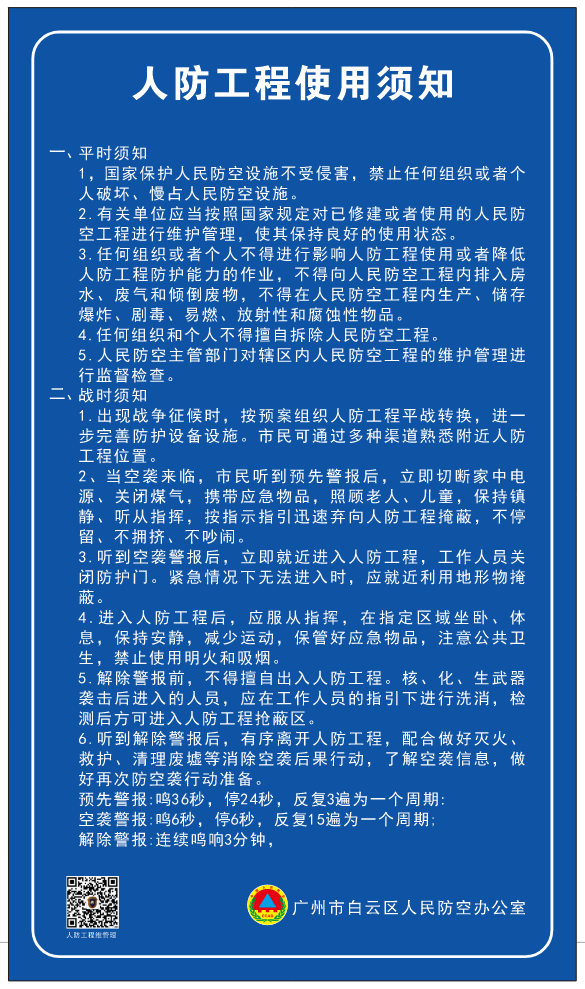 人防工程使用须知
一、平时须知
1，国家保护人民防空设施不受侵害，禁止任何组织或者个
人破坏、慢占人民防空设施。
2.有关单位应当按照国家规定对已修建或者使用的人民防
空工程进行维护管理，使其保持良好的使用状态。
3.任何组织或者个人不得进行影响人防工程使用或者降低
人防工程防护能力的作业，不得向人民防空工程内排入房
水、废气和倾倒废物，不得在人民防空工程内生产、储存
爆炸、剧毒、易燃、放射性和腐蚀性物品。
4.任何组织和个人不得擅自拆除人民防空工程。
5.人民防空主管部门对辖区内人民防空工程的维护管理进
行监督检查。
二、战时须知
1.出现战争征候时，按预案组织人防工程平战转换，进一
步完善防护设备设施。市民可通过多种渠道熟悉附近人防
工程位置。
2、当空袭来临，市民听到预先警报后，立即切断家中电
源、关闭煤气，携带应急物品，照顾老人、儿童，保持镇
静、听从指挥，按指示指引迅速弃向人防工程掩蔽，不停
留、不拥挤、不吵闹。
3.听到空袭警报后，立即就近进入人防工程，工作人员关
闭防护门。紧急情况下无法进入时，应就近利用地形物掩
蔽。
4.进入人防工程后，应服从指挥，在指定区域坐卧、体
息，保持安静，减少运动，保管好应急物品，注意公共卫
生，禁止使用明火和吸烟。
5.解除警报前，不得擅自出入人防工程。核、化、生武器
袭击后进入的人员，应在工作人员的指引下进行洗消，检
测后方可进入人防工程抢蔽区。
6.听到解除警报后，有序离开人防工程，配合做好灭火、
救护、清理废墟等消除空袭后果行动，了解空袭信息，做
好再次防空袭行动准备。
预先警报:鸣36秒，停24秒，反复3遍为一个周期:
空袭警报:鸣6秒，停6秒，反复15遍为一个周期;
解除警报:连续鸣响3分钟，
人防工程维管理
广州市白云区人民防空办公室